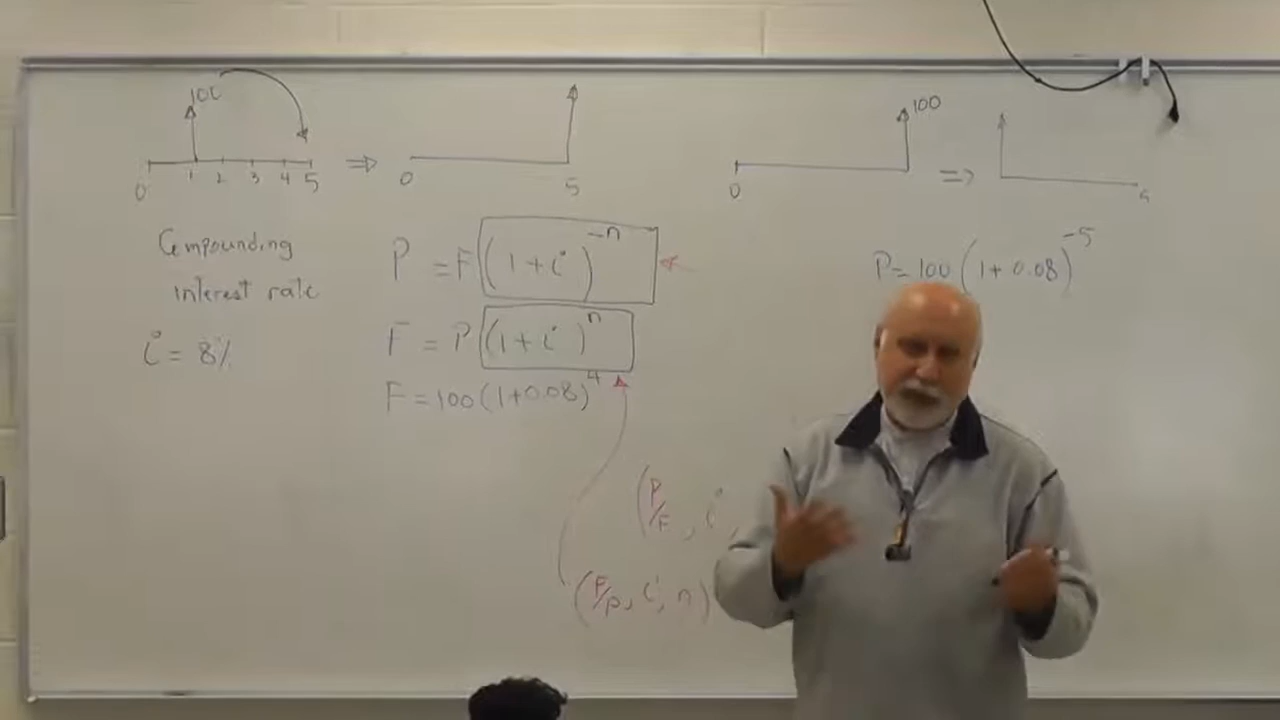 100
0 1 2 3 4 5 ⇒ 0 5
Compounding
interest rate
i = 8%
P = F (1 + i)^-n
F = P (1 + i)^n
F = 100 (1 + 0.08)^4
(P/F, i,
(F/P, i, n)
100
0 ⇒
P = 100 (1 + 0.08)^-5